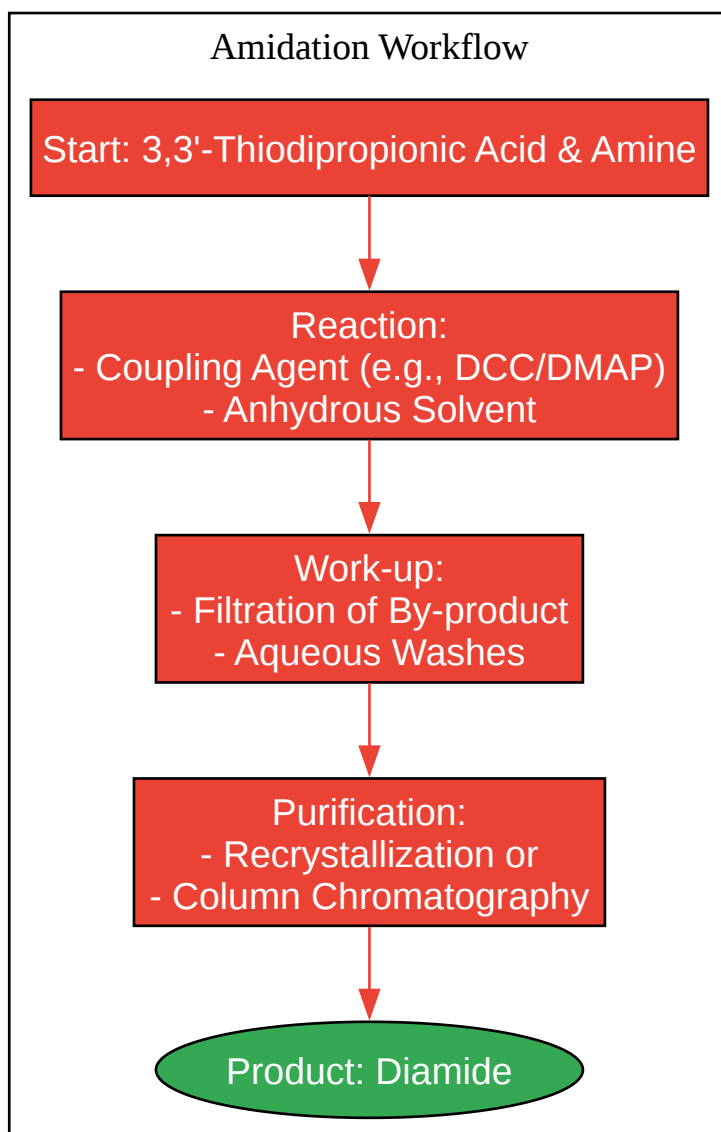 Amidation Workflow
Start: 3,3'-Thiodipropionic Acid & Amine
Reaction:
- Coupling Agent (e.g., DCC/DMAP)
- Anhydrous Solvent
Work-up:
- Filtration of By-product
- Aqueous Washes
Purification:
- Recrystallization or
- Column Chromatography
Product: Diamide